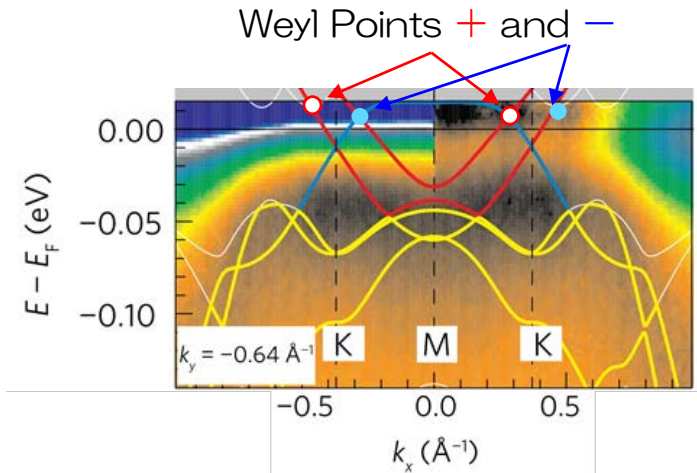 Weyl Points + and −
0.00
−0.05
−0.10
E − E_F (eV)
K
M
K
k_y = −0.64 Å⁻¹
−0.5
0.0
0.5
k_x (Å⁻¹)